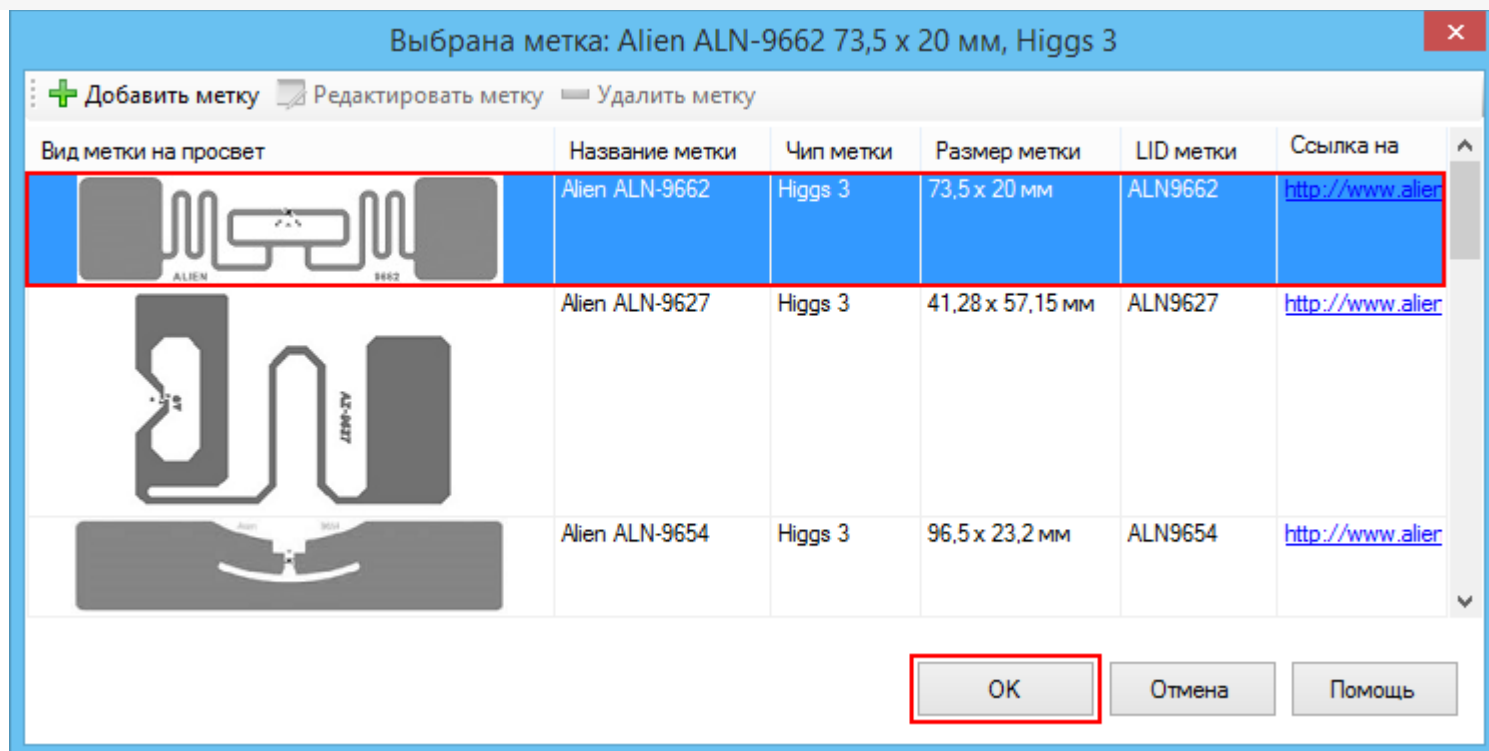 Выбрана метка: Alien ALN-9662 73,5 x 20 мм, Higgs 3
Добавить метку Редактировать метку Удалить метку
Вид метки на просвет Название метки Чип метки Размер метки LID метки Ссылка на
Alien ALN-9662 Higgs 3 73,5 x 20 мм ALN9662 http://www.alien
ALIEN 9662
Alien ALN-9627 Higgs 3 41,28 x 57,15 мм ALN9627 http://www.alien
AZ-9627
Alien ALN-9654 Higgs 3 96,5 x 23,2 мм ALN9654 http://www.alien
Alien 9654
OK Отмена Помощь